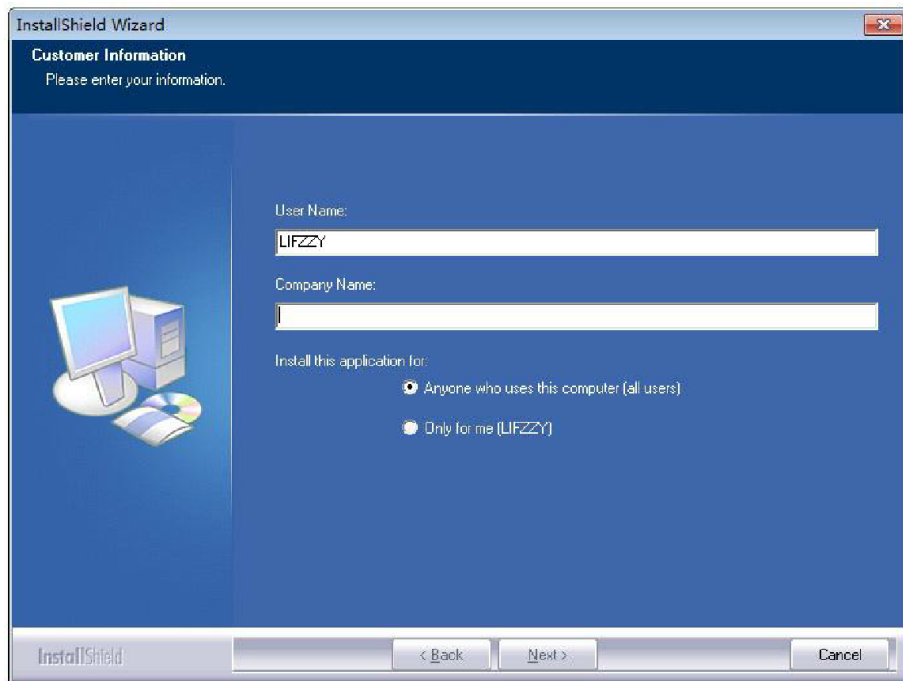 InstallShield Wizard
Customer Information
Please enter your information.
User Name:
LIFZZY
Company Name:
Install this application for:
Anyone who uses this computer (all users)
Only for me (LIFZZY)
InstallShield
< Back
Next >
Cancel